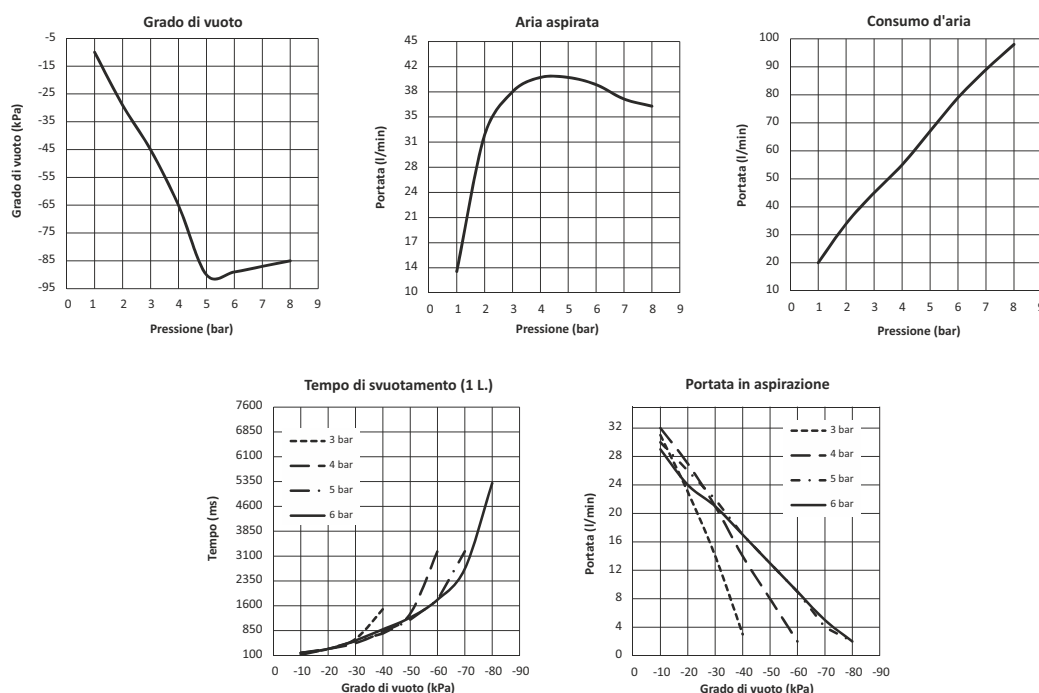 Grado di vuoto
Grado di vuoto (kPa)
-5
-15
-25
-35
-45
-55
-65
-75
-85
-95
0 1 2 3 4 5 6 7 8 9
Pressione (bar)
Aria aspirata
Portata (l/min)
45
42
38
35
31
28
24
21
17
14
10
0 1 2 3 4 5 6 7 8 9
Pressione (bar)
Consumo d'aria
Portata (l/min)
100
90
80
70
60
50
40
30
20
10
0 1 2 3 4 5 6 7 8 9
Pressione (bar)
Tempo di svuotamento (1 L.)
Tempo (ms)
7600
6850
6100
5350
4600
3850
3100
2350
1600
850
100
3 bar
4 bar
5 bar
6 bar
0 -10 -20 -30 -40 -50 -60 -70 -80 -90
Grado di vuoto (kPa)
Portata in aspirazione
Portata (l/min)
32
28
24
20
16
12
8
4
0
3 bar
4 bar
5 bar
6 bar
0 -10 -20 -30 -40 -50 -60 -70 -80 -90
Grado di vuoto (kPa)